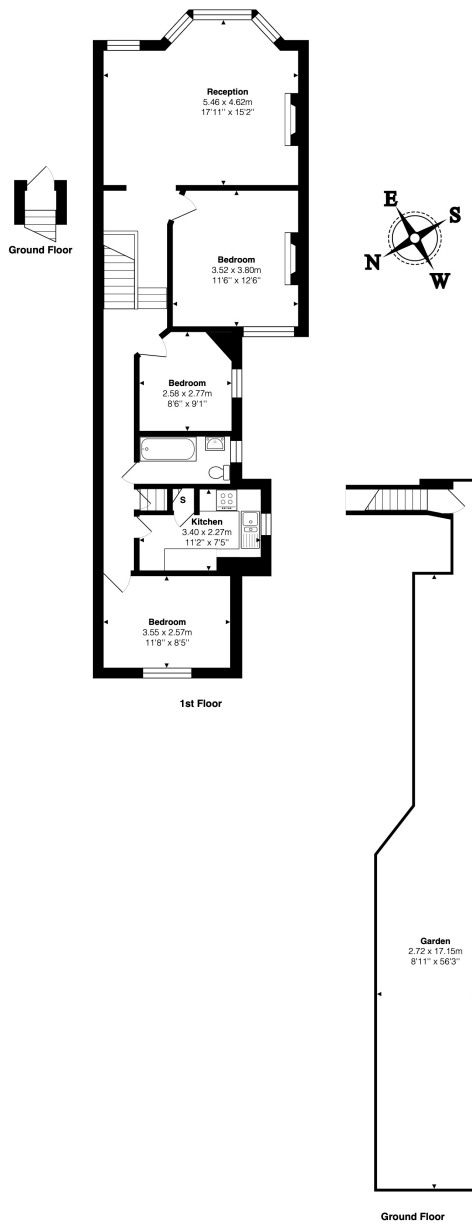 Reception
5.46 x 4.62m
17'11'' x 15'2''
Ground Floor
E
S
N
W
Bedroom
3.52 x 3.80m
11'6'' x 12'6''
Bedroom
2.58 x 2.77m
8'6'' x 9'1''
S
Kitchen
3.40 x 2.27m
11'2'' x 7'5''
Bedroom
3.55 x 2.57m
11'8'' x 8'5''
1st Floor
Garden
2.72 x 17.15m
8'11'' x 56'3''
Ground Floor